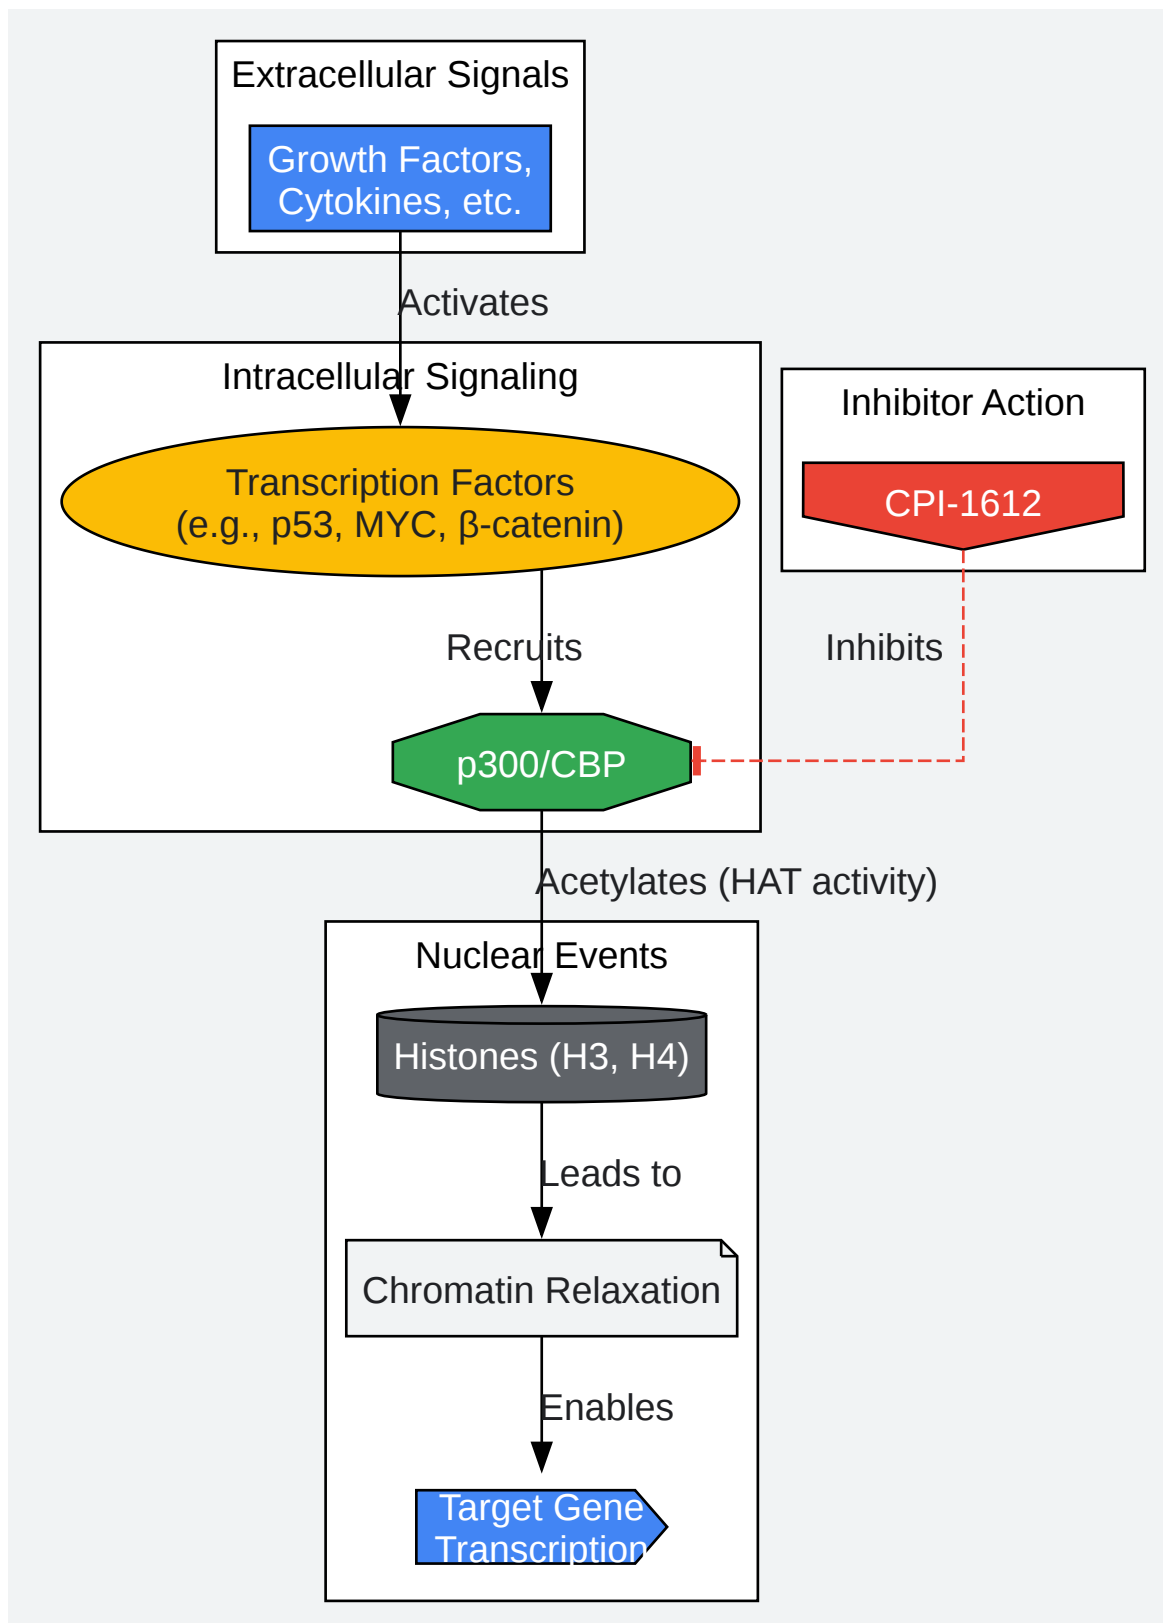 Extracellular Signals
Growth Factors,
Cytokines, etc.
Activates
Intracellular Signaling
Transcription Factors
(e.g., p53, MYC, β-catenin)
Inhibitor Action
CPI-1612
Recruits
Inhibits
p300/CBP
Acetylates (HAT activity)
Nuclear Events
Histones (H3, H4)
Leads to
Chromatin Relaxation
Enables
Target Gene
Transcription